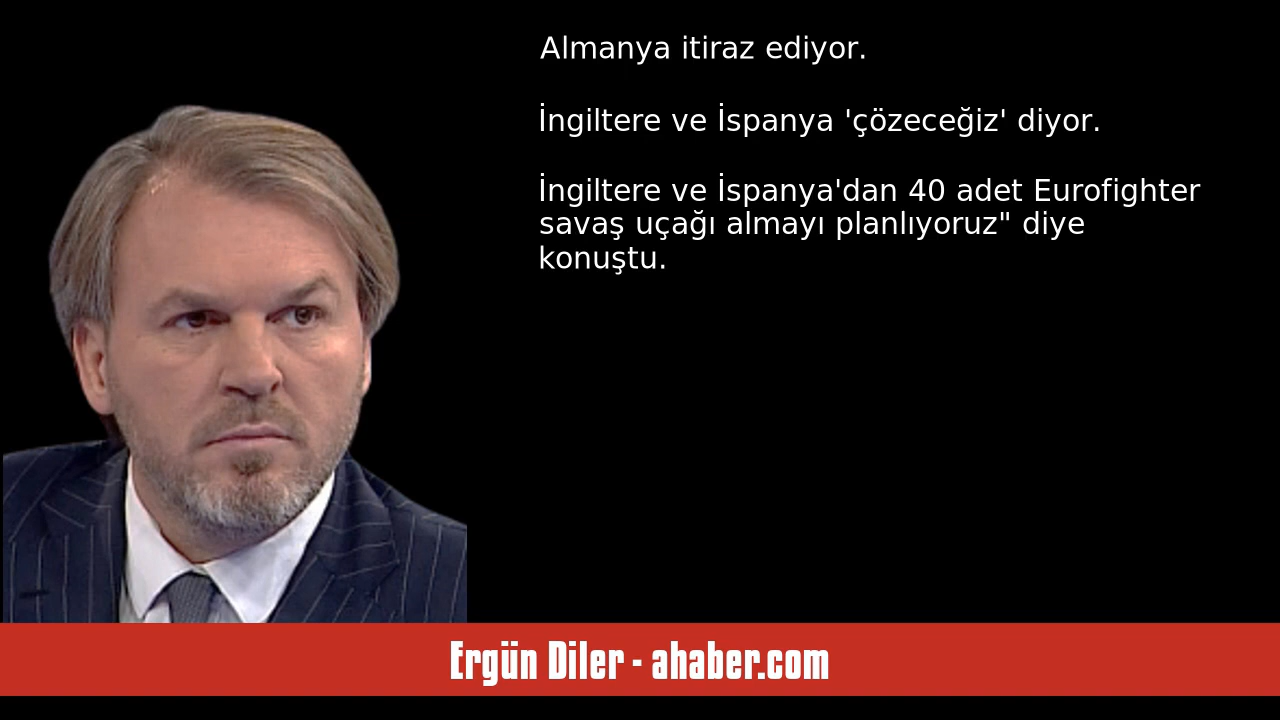 Almanya itiraz ediyor.
İngiltere ve İspanya 'çözeceğiz' diyor.
İngiltere ve İspanya'dan 40 adet Eurofighter
savaş uçağı almayı planlıyoruz" diye
konuştu.
Ergün Diler - ahaber.com